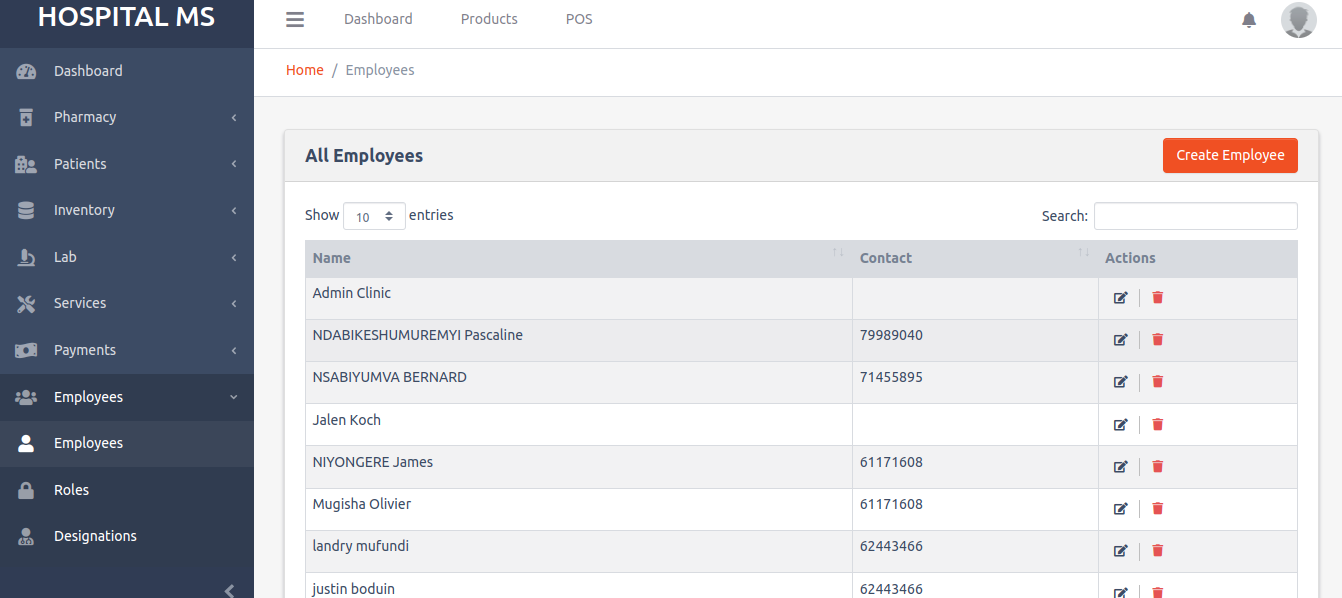 HOSPITAL MS
Dashboard
Pharmacy
Patients
Inventory
Lab
Services
Payments
Employees
Employees
Roles
Designations
Dashboard Products POS
Home / Employees
All Employees Create Employee
Show 10 entries Search:
Name Contact Actions
Admin Clinic
NDABIKESHUMUREMYI Pascaline 79989040
NSABIYUMVA BERNARD 71455895
Jalen Koch
NIYONGERE James 61171608
Mugisha Olivier 61171608
landry mufundi 62443466
justin boduin 62443466